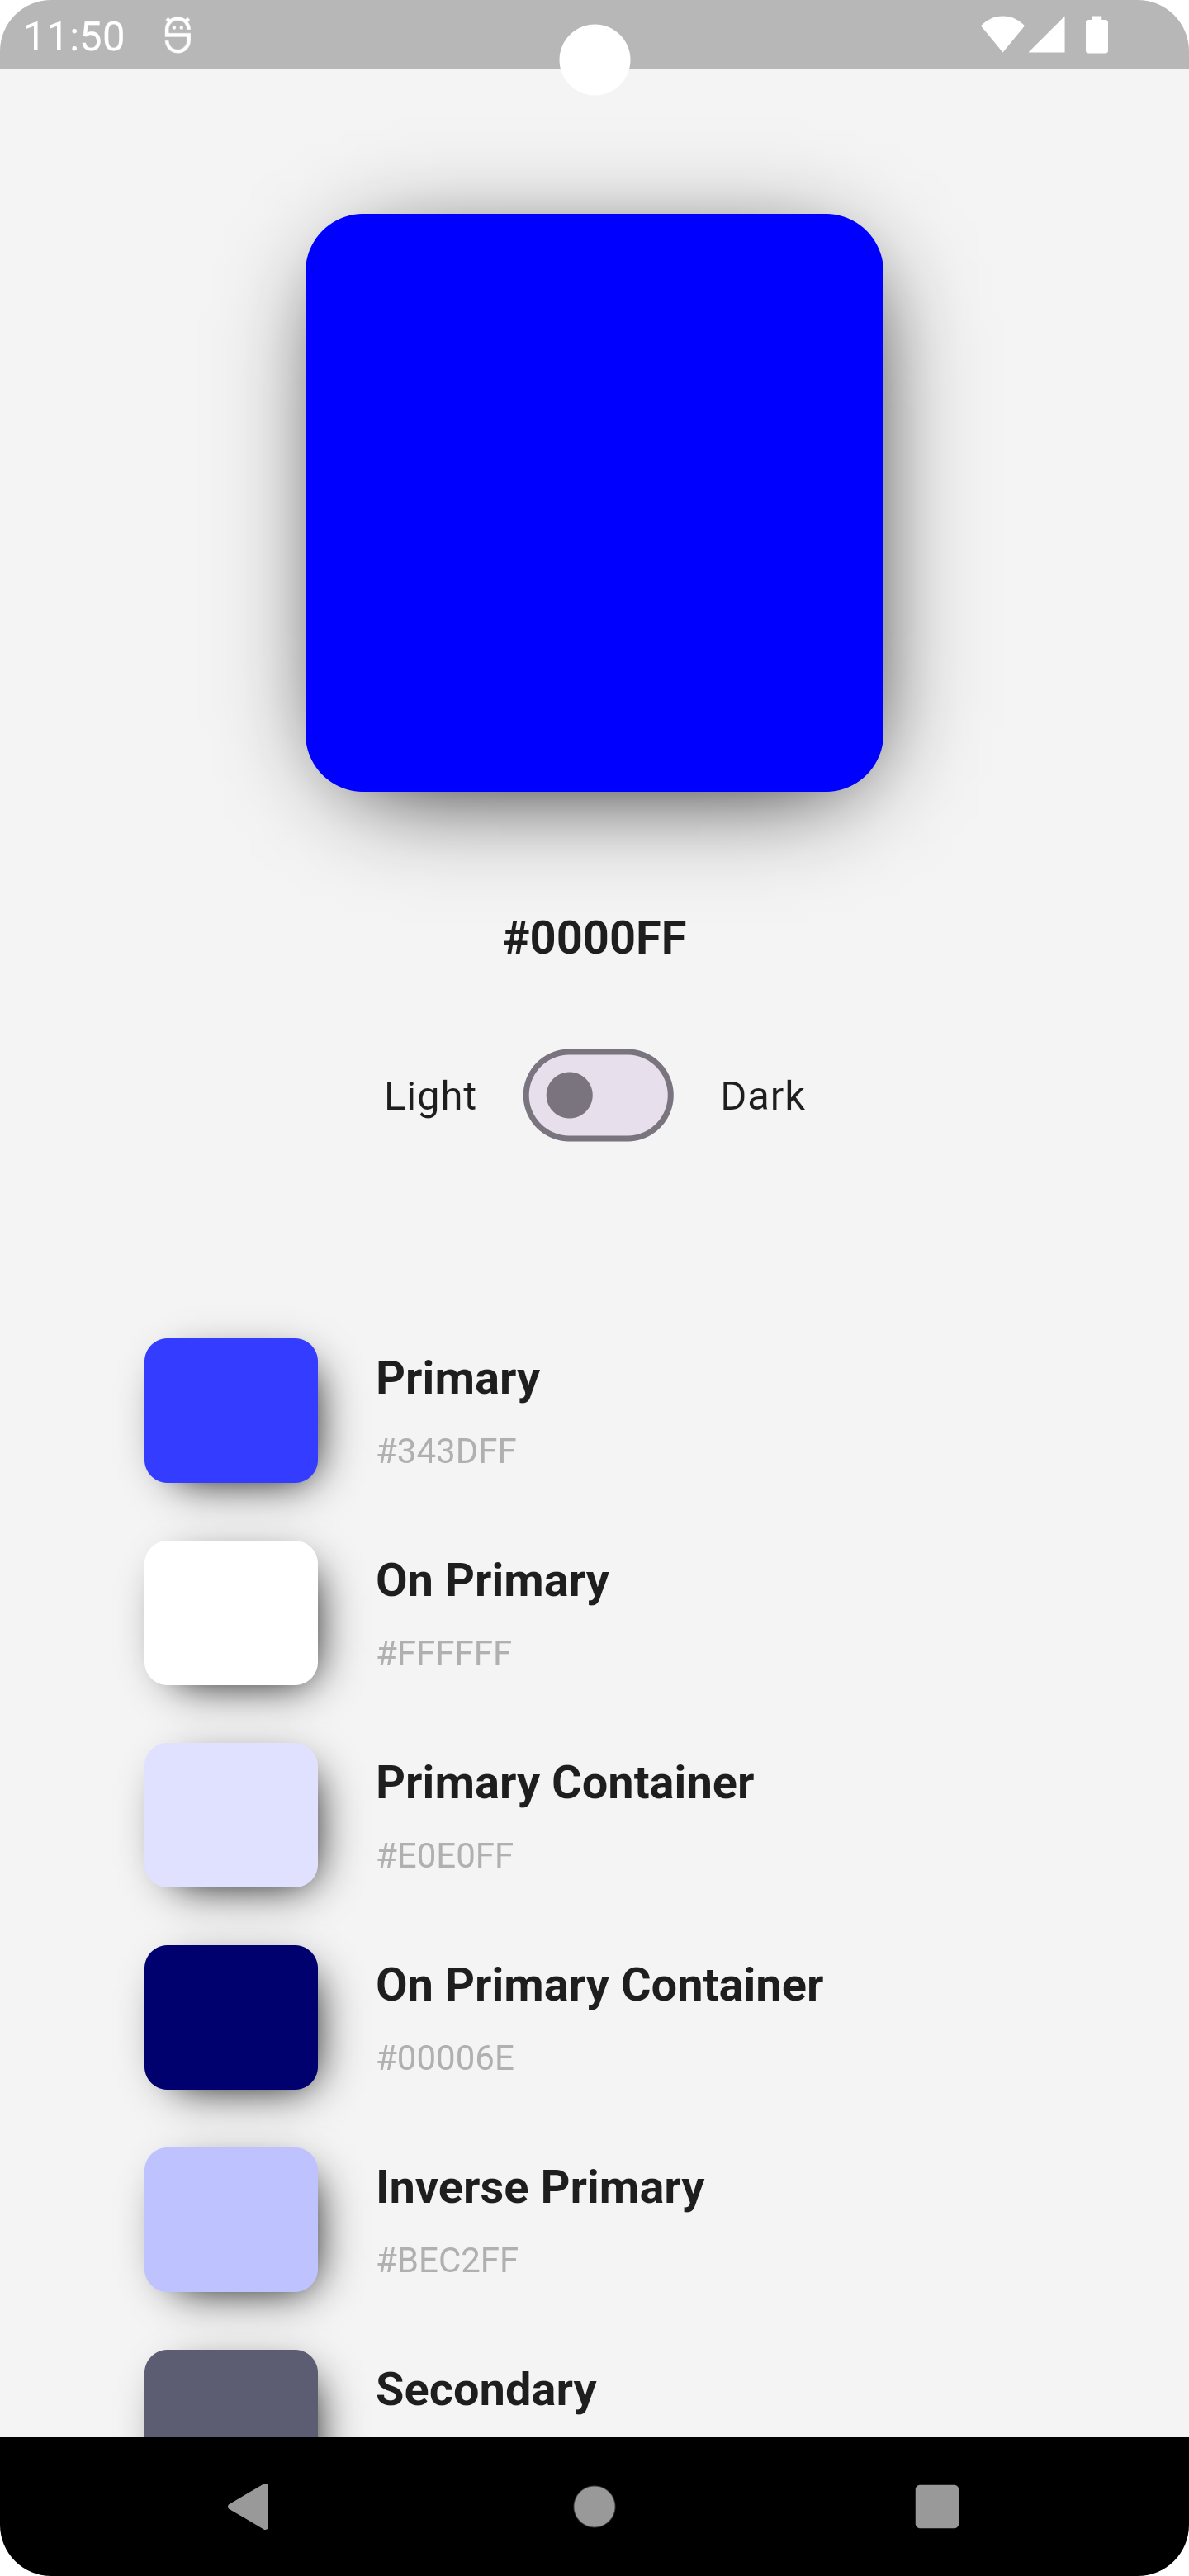 11:50
#0000FF
Light Dark
Primary
#343DFF
On Primary
#FFFFFF
Primary Container
#E0E0FF
On Primary Container
#00006E
Inverse Primary
#BEC2FF
Secondary